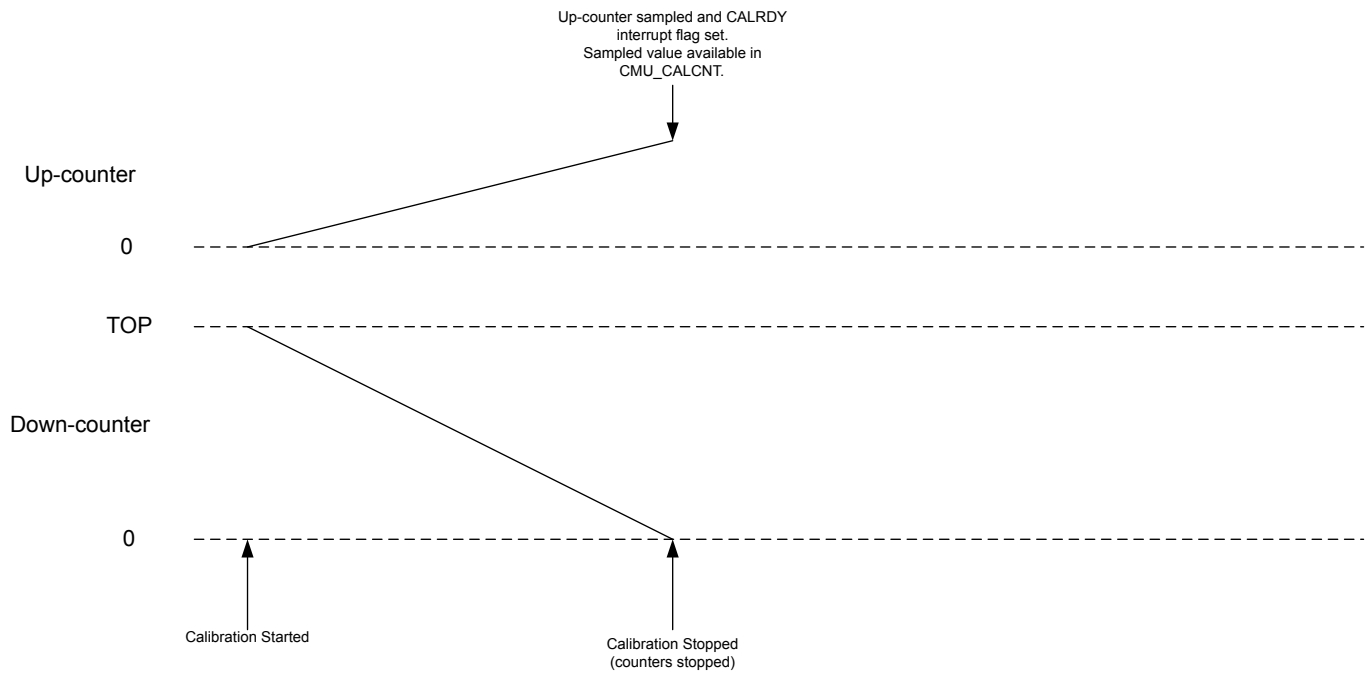 Up-counter sampled and CALRDY
interrupt flag set.
Sampled value available in
CMU_CALCNT.
Up-counter
0
TOP
Down-counter
0
Calibration Started
Calibration Stopped
(counters stopped)